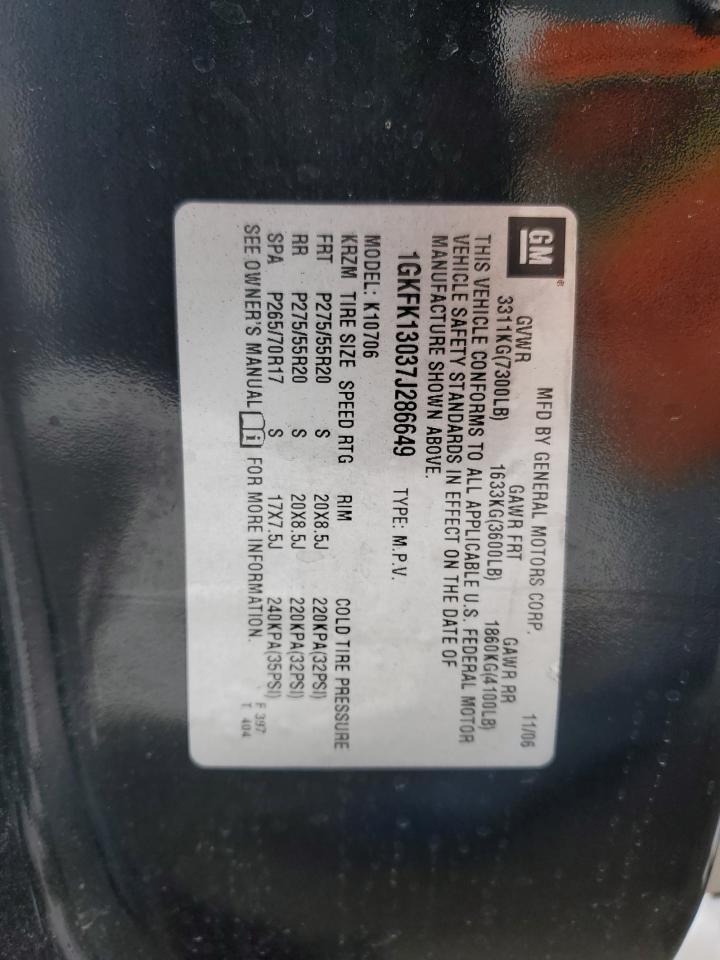 GM®
MFD BY GENERAL MOTORS CORP. 11/06
GVWR GAWR FRT GAWR RR
3311KG(7300LB) 1633KG(3600LB) 1860KG(4100LB)
THIS VEHICLE CONFORMS TO ALL APPLICABLE U.S. FEDERAL MOTOR
VEHICLE SAFETY STANDARDS IN EFFECT ON THE DATE OF
MANUFACTURE SHOWN ABOVE.
1GKFK13037J286649 TYPE: M.P.V.
MODEL: K10706
KRZM TIRE SIZE SPEED RTG RIM COLD TIRE PRESSURE
FRT P275/55R20 S 20X8.5J 220KPA(32PSI)
RR P275/55R20 S 20X8.5J 220KPA(32PSI)
SPA P265/70R17 S 17X7.5J 240KPA(35PSI)
SEE OWNER'S MANUAL FOR MORE INFORMATION.
F 397
T 404